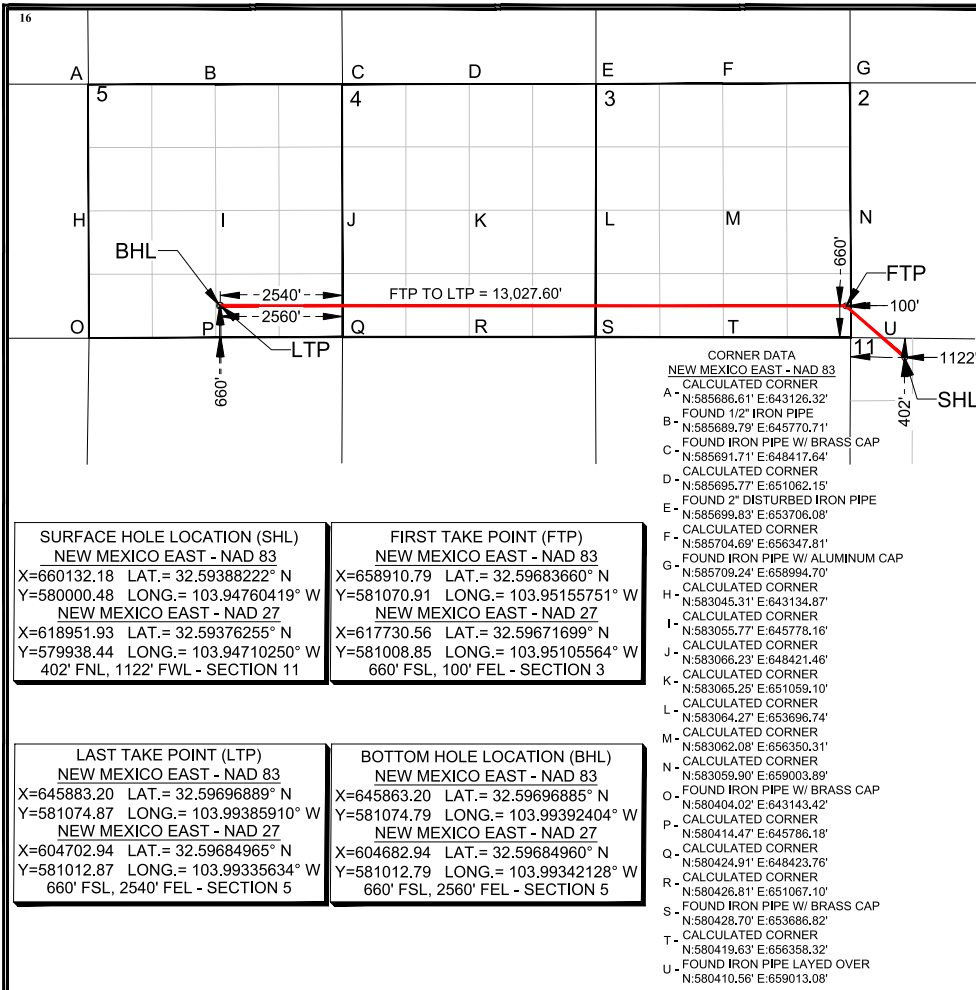 16
A B C D E F G
5 4 3 2
H I J K L M N
BHL
660'
FTP
2540'
FTP TO LTP = 13,027.60'
100'
2560'
O P Q R S T U
LTP
11
1122'
660'
402'
SHL
CORNER DATA
NEW MEXICO EAST - NAD 83
A - CALCULATED CORNER
N:585686.61' E:643126.32'
B - FOUND 1/2" IRON PIPE
N:585689.79' E:645770.71'
C - FOUND IRON PIPE W/ BRASS CAP
N:585691.71' E:648417.64'
D - CALCULATED CORNER
N:585695.77' E:651062.15'
E - FOUND 2" DISTURBED IRON PIPE
N:585699.83' E:653706.08'
F - CALCULATED CORNER
N:585704.69' E:656347.81'
G - FOUND IRON PIPE W/ ALUMINUM CAP
N:585709.24' E:658994.70'
H - CALCULATED CORNER
N:583045.31' E:643134.87'
I - CALCULATED CORNER
N:583055.77' E:645778.16'
J - CALCULATED CORNER
N:583066.23' E:648421.46'
K - CALCULATED CORNER
N:583065.25' E:651059.10'
L - CALCULATED CORNER
N:583064.27' E:653696.74'
M - CALCULATED CORNER
N:583062.08' E:656350.31'
N - CALCULATED CORNER
N:583059.90' E:659003.89'
O - FOUND IRON PIPE W/ BRASS CAP
N:580404.02' E:643143.42'
P - CALCULATED CORNER
N:580414.47' E:645786.18'
Q - CALCULATED CORNER
N:580424.91' E:648423.76'
R - CALCULATED CORNER
N:580426.81' E:651067.10'
S - FOUND IRON PIPE W/ BRASS CAP
N:580428.70' E:653686.82'
T - CALCULATED CORNER
N:580419.63' E:656358.32'
U - FOUND IRON PIPE LAYED OVER
N:580410.56' E:659013.08'
SURFACE HOLE LOCATION (SHL)
NEW MEXICO EAST - NAD 83
X=660132.18 LAT.= 32.59388222° N
Y=580000.48 LONG.= 103.94760419° W
NEW MEXICO EAST - NAD 27
X=618951.93 LAT.= 32.59376255° N
Y=579938.44 LONG.= 103.94710250° W
402' FNL, 1122' FWL - SECTION 11
FIRST TAKE POINT (FTP)
NEW MEXICO EAST - NAD 83
X=658910.79 LAT.= 32.59683660° N
Y=581070.91 LONG.= 103.95155751° W
NEW MEXICO EAST - NAD 27
X=617730.56 LAT.= 32.59671699° N
Y=581008.85 LONG.= 103.95105564° W
660' FSL, 100' FEL - SECTION 3
LAST TAKE POINT (LTP)
NEW MEXICO EAST - NAD 83
X=645883.20 LAT.= 32.59696889° N
Y=581074.87 LONG.= 103.99385910° W
NEW MEXICO EAST - NAD 27
X=604702.94 LAT.= 32.59684965° N
Y=581012.87 LONG.= 103.99335634° W
660' FSL, 2540' FEL - SECTION 5
BOTTOM HOLE LOCATION (BHL)
NEW MEXICO EAST - NAD 83
X=645863.20 LAT.= 32.59696885° N
Y=581074.79 LONG.= 103.99392404° W
NEW MEXICO EAST - NAD 27
X=604682.94 LAT.= 32.59684960° N
Y=581012.79 LONG.= 103.99342128° W
660' FSL, 2560' FEL - SECTION 5